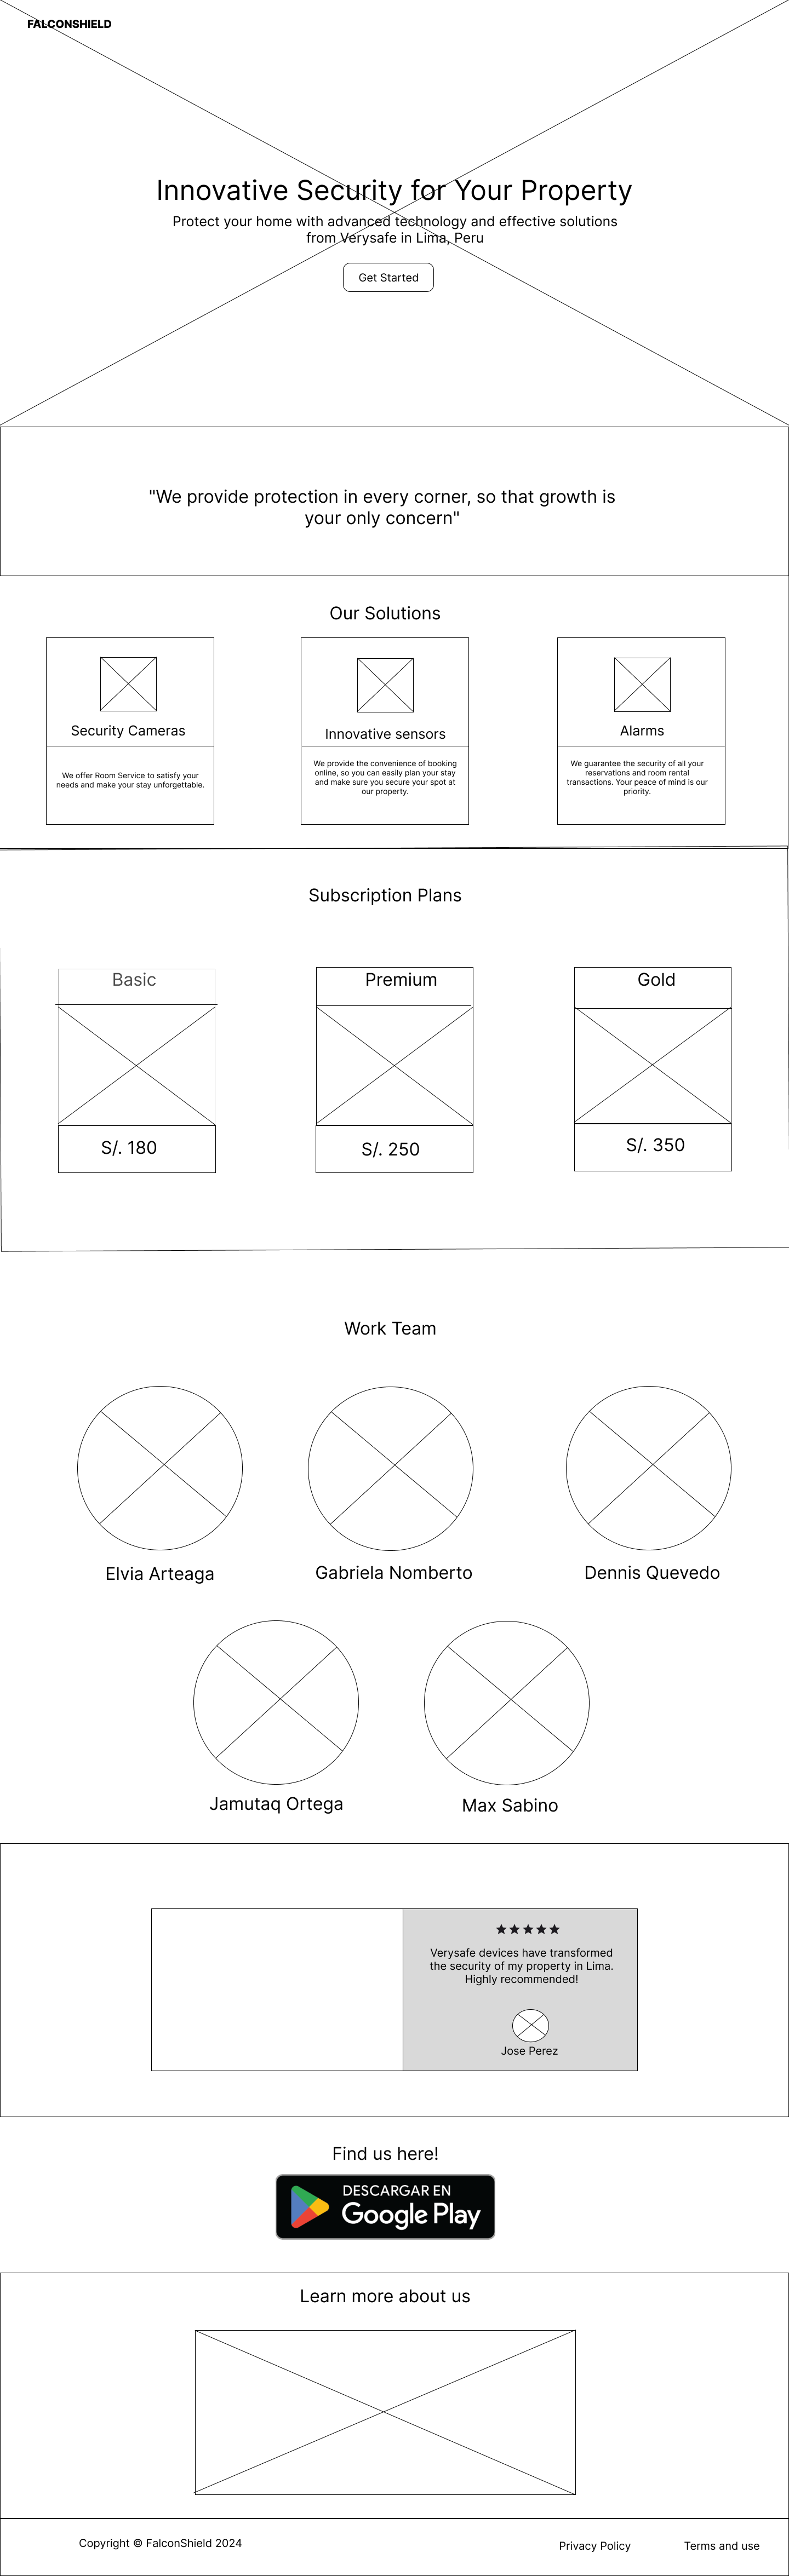 FALCONSHIELD
Innovative Security for Your Property
Protect your home with advanced technology and effective solutions
from Verysafe in Lima, Peru
Get Started
"We provide protection in every corner, so that growth is
your only concern"
Our Solutions
Security Cameras
We offer Room Service to satisfy your
needs and make your stay unforgettable.
Innovative sensors
We provide the convenience of booking
online, so you can easily plan your stay
and make sure you secure your spot at
our property.
Alarms
We guarantee the security of all your
reservations and room rental
transactions. Your peace of mind is our
priority.
Subscription Plans
Basic
S/. 180
Premium
S/. 250
Gold
S/. 350
Work Team
Elvia Arteaga
Gabriela Nomberto
Dennis Quevedo
Jamutaq Ortega
Max Sabino
Verysafe devices have transformed
the security of my property in Lima.
Highly recommended!
Jose Perez
Find us here!
DESCARGAR EN
Google Play
Learn more about us
Copyright © FalconShield 2024
Privacy Policy
Terms and use